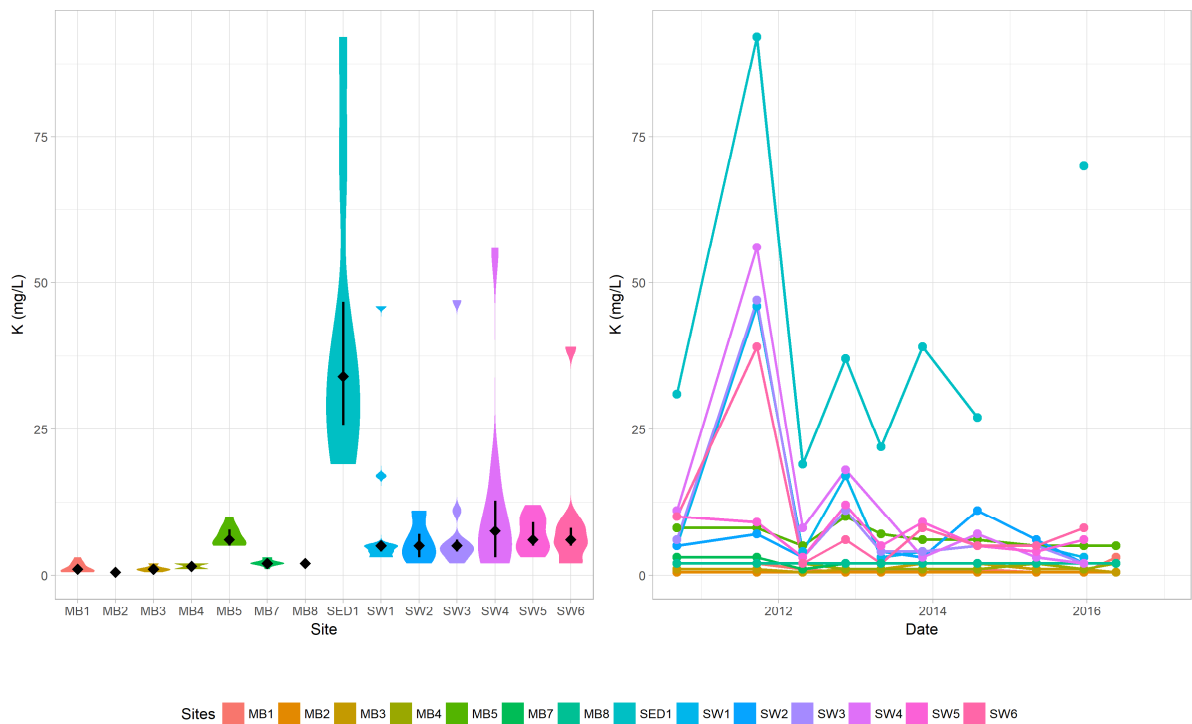 K (mg/L)
75
50
25
0
MB1 MB2 MB3 MB4 MB5 MB7 MB8 SED1 SW1 SW2 SW3 SW4 SW5 SW6
Site
K (mg/L)
75
50
25
0
2012 2014 2016
Date
Sites MB1 MB2 MB3 MB4 MB5 MB7 MB8 SED1 SW1 SW2 SW3 SW4 SW5 SW6